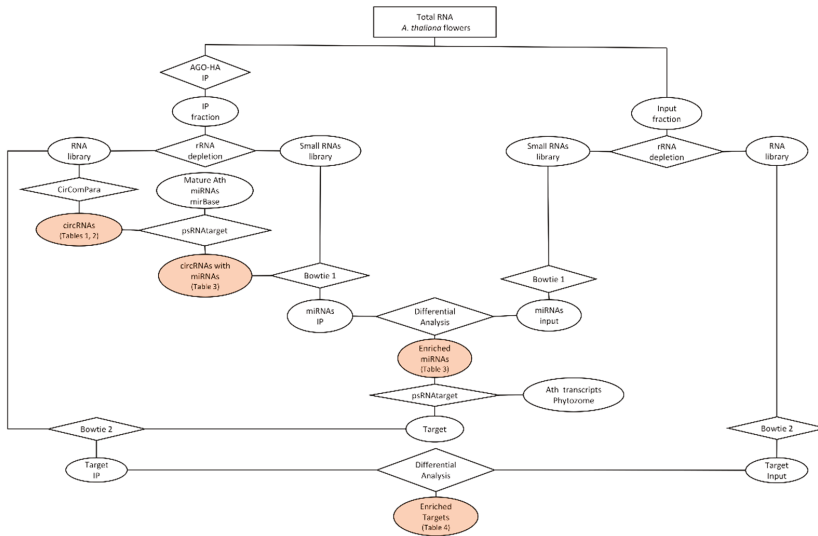 Total RNA
A. thaliana flowers
AGO-HA
IP
IP
fraction
Input
fraction
RNA
library
rRNA
depletion
Small RNAs
library
Small RNAs
library
rRNA
depletion
RNA
library
CirComPara
Mature Ath
miRNAs
mirBase
circRNAs
(Tables 1, 2)
psRNAtarget
circRNAs with
miRNAs
(Table 3)
Bowtie 1
Bowtie 1
miRNAs
IP
Differential
Analysis
miRNAs
input
Enriched
miRNAs
(Table 3)
psRNAtarget
Ath transcripts
Phytozome
Bowtie 2
Target
Bowtie 2
Target
IP
Differential
Analysis
Target
Input
Enriched
Targets
(Table 4)